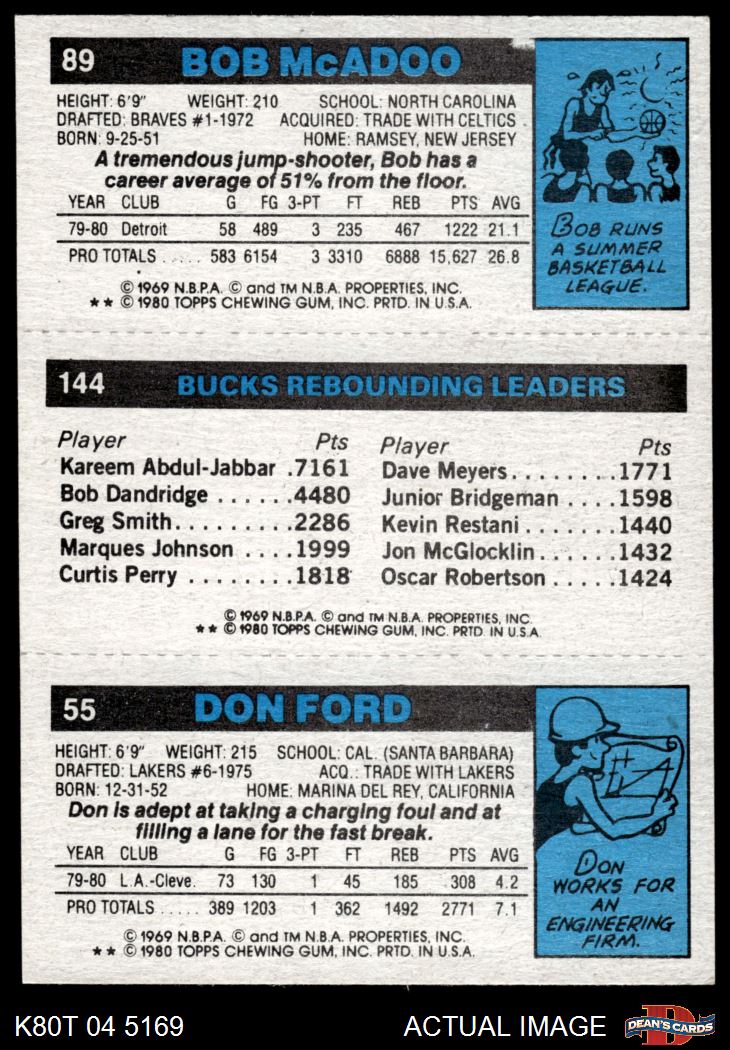 89 BOB McADOO
HEIGHT: 6'9" WEIGHT: 210 SCHOOL: NORTH CAROLINA
DRAFTED: BRAVES #1-1972 ACQUIRED: TRADE WITH CELTICS
BORN: 9-25-51 HOME: RAMSEY, NEW JERSEY
A tremendous jump-shooter, Bob has a
career average of 51% from the floor.
YEAR CLUB G FG 3-PT FT REB PTS AVG
79-80 Detroit 58 489 3 235 467 1222 21.1
PRO TOTALS ..... 583 6154 3 3310 6888 15,627 26.8
© 1969 N.B.P.A. © and TM N.B.A. PROPERTIES, INC.
★★ © 1980 TOPPS CHEWING GUM, INC. PRTD. IN U.S.A.
BOB RUNS
A SUMMER
BASKETBALL
LEAGUE.
144 BUCKS REBOUNDING LEADERS
Player Pts Player Pts
Kareem Abdul-Jabbar .7161 Dave Meyers........1771
Bob Dandridge ......4480 Junior Bridgeman ....1598
Greg Smith.........2286 Kevin Restani .......1440
Marques Johnson ....1999 Jon McGlocklin......1432
Curtis Perry ........1818 Oscar Robertson .....1424
© 1969 N.B.P.A. © and TM N.B.A. PROPERTIES, INC.
★★ © 1980 TOPPS CHEWING GUM, INC. PRTD. IN U.S.A.
55 DON FORD
HEIGHT: 6'9" WEIGHT: 215 SCHOOL: CAL. (SANTA BARBARA)
DRAFTED: LAKERS #6-1975 ACQ.: TRADE WITH LAKERS
BORN: 12-31-52 HOME: MARINA DEL REY, CALIFORNIA
Don is adept at taking a charging foul and at
filling a lane for the fast break.
YEAR CLUB G FG 3-PT FT REB PTS AVG
79-80 L.A.-Cleve. 73 130 1 45 185 308 4.2
PRO TOTALS ..... 389 1203 1 362 1492 2771 7.1
© 1969 N.B.P.A. © and TM N.B.A. PROPERTIES, INC.
★★ © 1980 TOPPS CHEWING GUM, INC. PRTD. IN U.S.A.
DON
WORKS FOR
AN
ENGINEERING
FIRM.
K80T 04 5169 ACTUAL IMAGE D DEAN'S CARDS